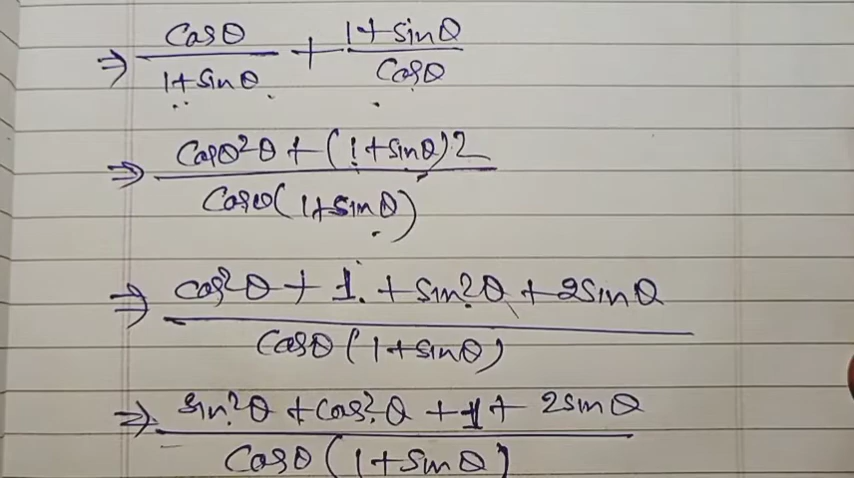 ⇒ cosθ/1+sinθ + 1+sinθ/cosθ
⇒ cosθ²θ+(1+sinθ)2/cosθ(1+sinθ)
⇒ cos²θ+1+sin²θ+2sinθ/cosθ(1+sinθ)
⇒ sin²θ+cos²θ+1+2sinθ/cosθ(1+sinθ)